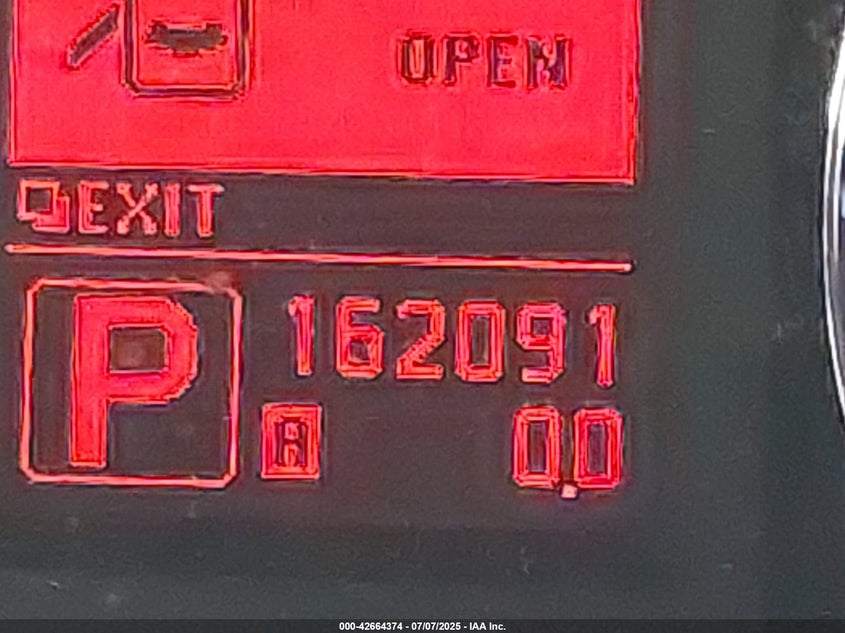 OPEN
EXIT
P
162091
A 0.0
000-42664374 - 07/07/2025 - IAA Inc.